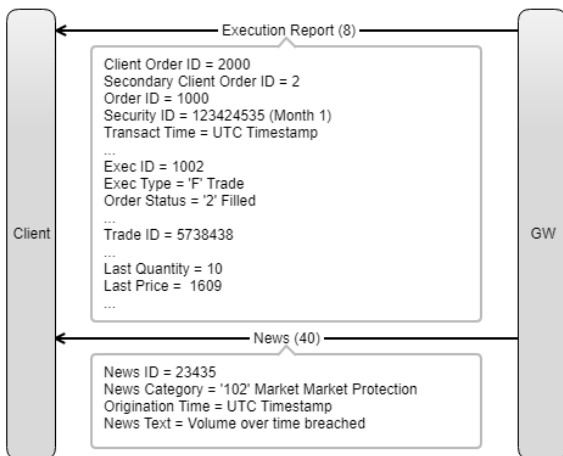 Execution Report (8)
Client Order ID = 2000
Secondary Client Order ID = 2
Order ID = 1000
Security ID = 123424535 (Month 1)
Transact Time = UTC Timestamp
...
Exec ID = 1002
Exec Type = 'F' Trade
Order Status = '2' Filled
...
Trade ID = 5738438
...
Last Quantity = 10
Last Price =  1609
...
Client
GW
News (40)
News ID = 23435
News Category = '102' Market Market Protection
Origination Time = UTC Timestamp
News Text = Volume over time breached